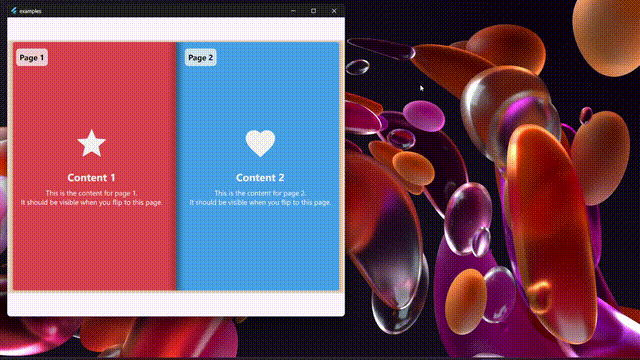 examples
Page 1
Page 2
Content 1
This is the content for page 1.
It should be visible when you flip to this page.
Content 2
This is the content for page 2.
It should be visible when you flip to this page.